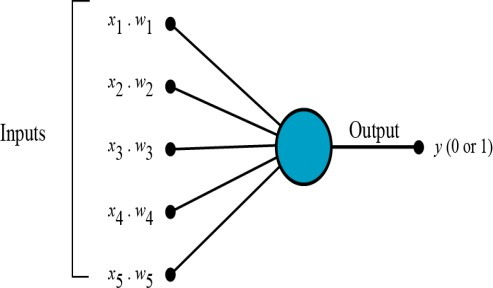 x1 . w1
x2 . w2
Inputs
x3 . w3
x4 . w4
x5 . w5
Output
y (0 or 1)